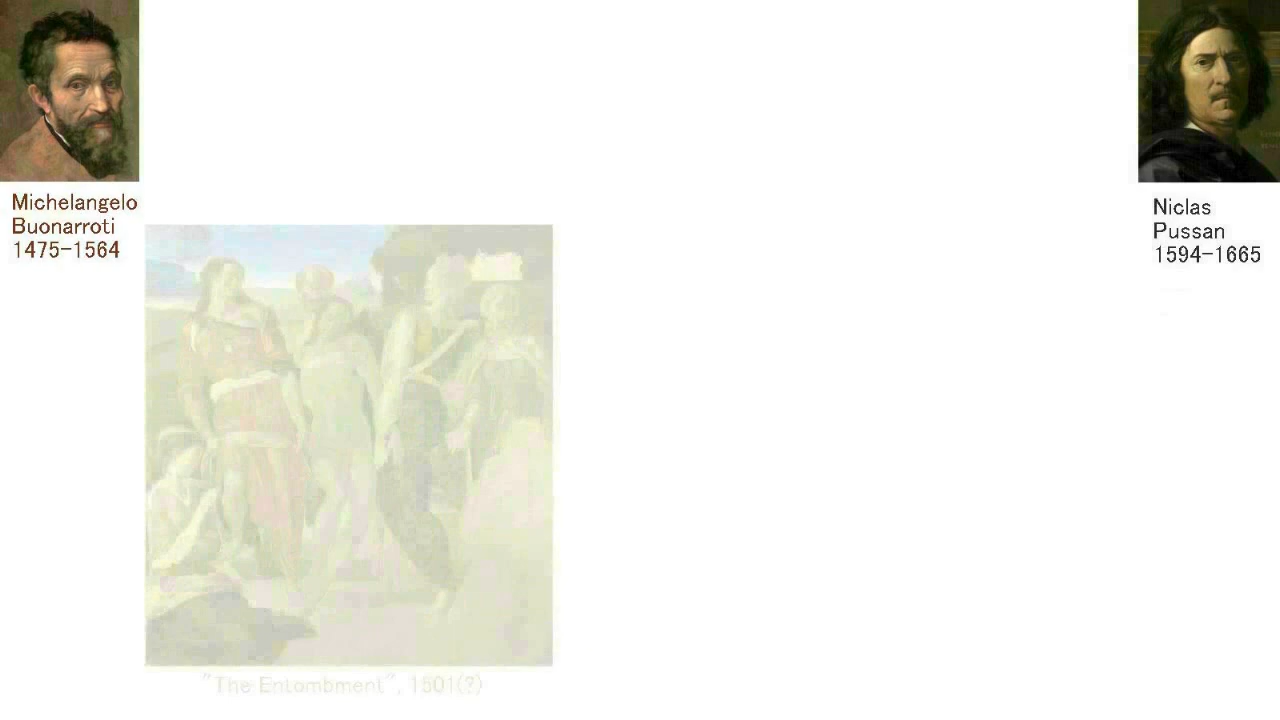 Michelangelo
Buonarroti
1475-1564
Niclas
Pussan
1594-1665
"The Entombment", 1501(?)